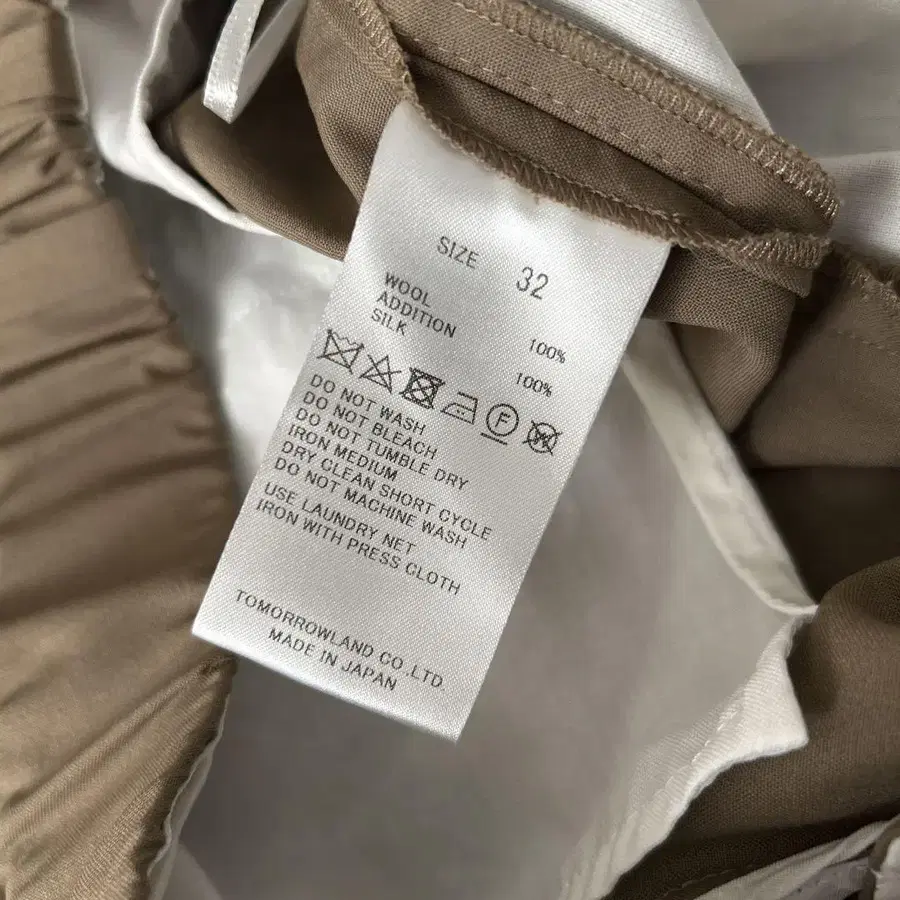 SIZE 32
WOOL 100%
ADDITION
SILK 100%
F
W
DO NOT WASH
DO NOT BLEACH
DO NOT TUMBLE DRY
IRON MEDIUM
DRY CLEAN SHORT CYCLE
DO NOT MACHINE WASH
USE LAUNDRY NET
IRON WITH PRESS CLOTH
TOMORROWLAND CO.,LTD.
MADE IN JAPAN